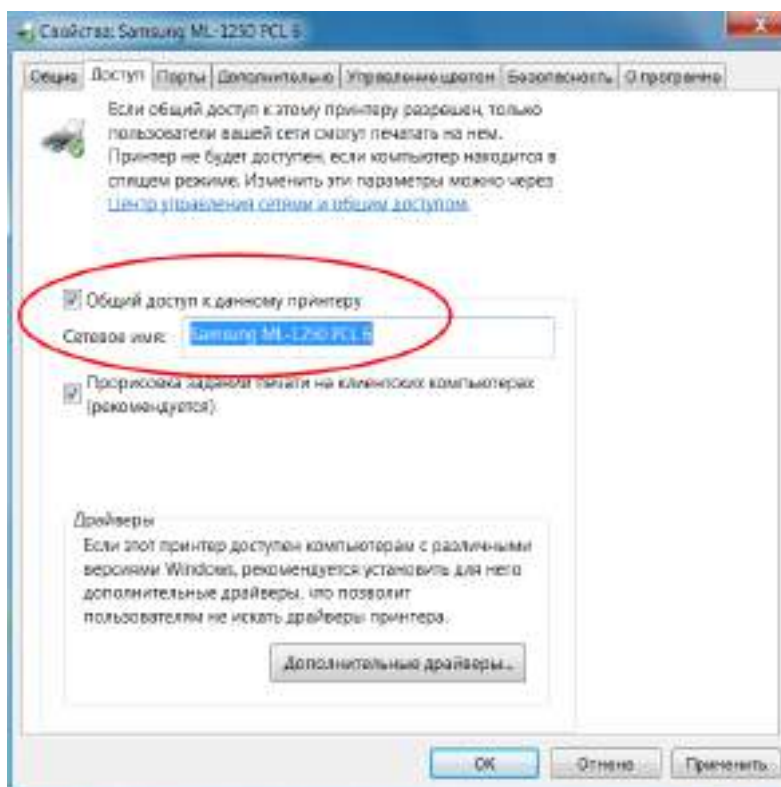 Свойства: Samsung ML-1250 PCL 6
Общие Доступ Порты Дополнительно Управление цветом Безопасность О программе
Если общий доступ к этому принтеру разрешен, только
пользователи вашей сети смогут печатать на нем.
Принтер не будет доступен, если компьютер находится в
спящем режиме. Изменить эти параметры можно через
Центр управления сетями и общим доступом.
Общий доступ к данному принтеру
Сетевое имя: Samsung ML-1250 PCL 6
Прорисовка заданий печати на клиентских компьютерах
(рекомендуется)
Драйверы
Если этот принтер доступен компьютерам с различными
версиями Windows, рекомендуется установить для него
дополнительные драйверы, что позволит
пользователям не искать драйверы принтера.
Дополнительные драйверы...
OK Отмена Применить